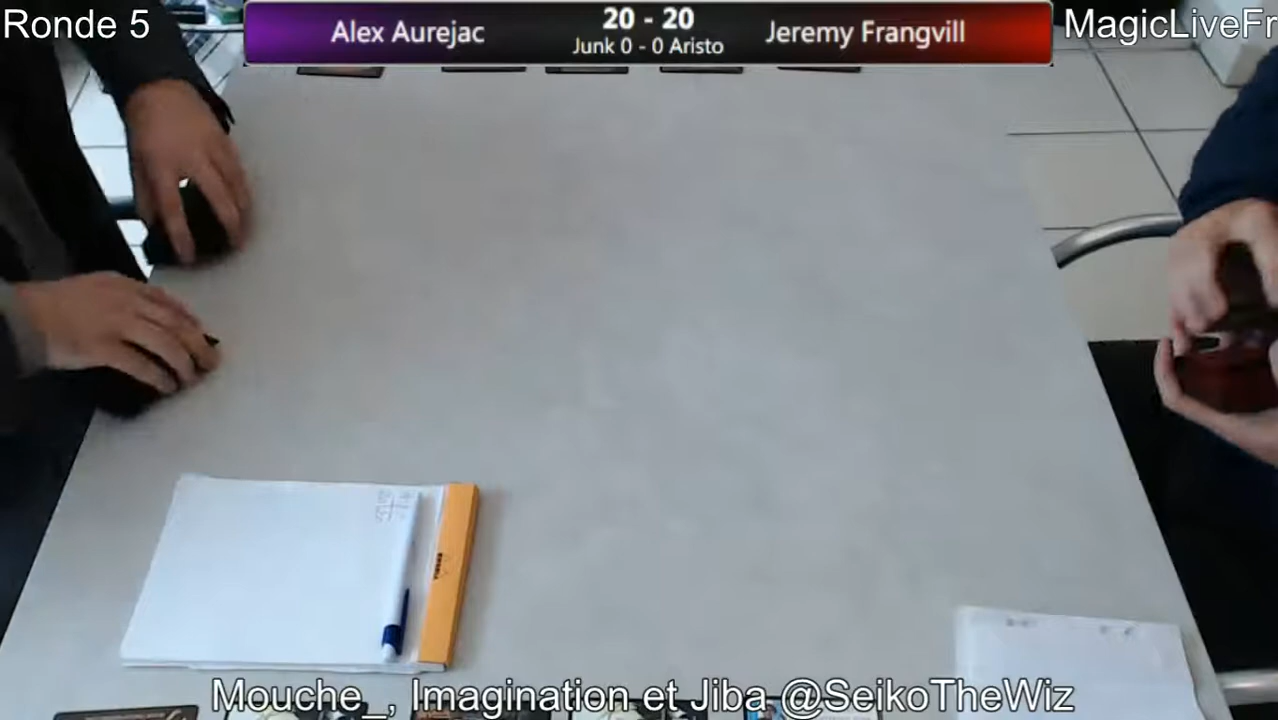 Ronde 5
Alex Aurejac
20 - 20
Junk 0 - 0 Aristo
Jeremy Frangvill
MagicLiveFr
Mouche_, Imagination et Jiba @SeikoTheWiz